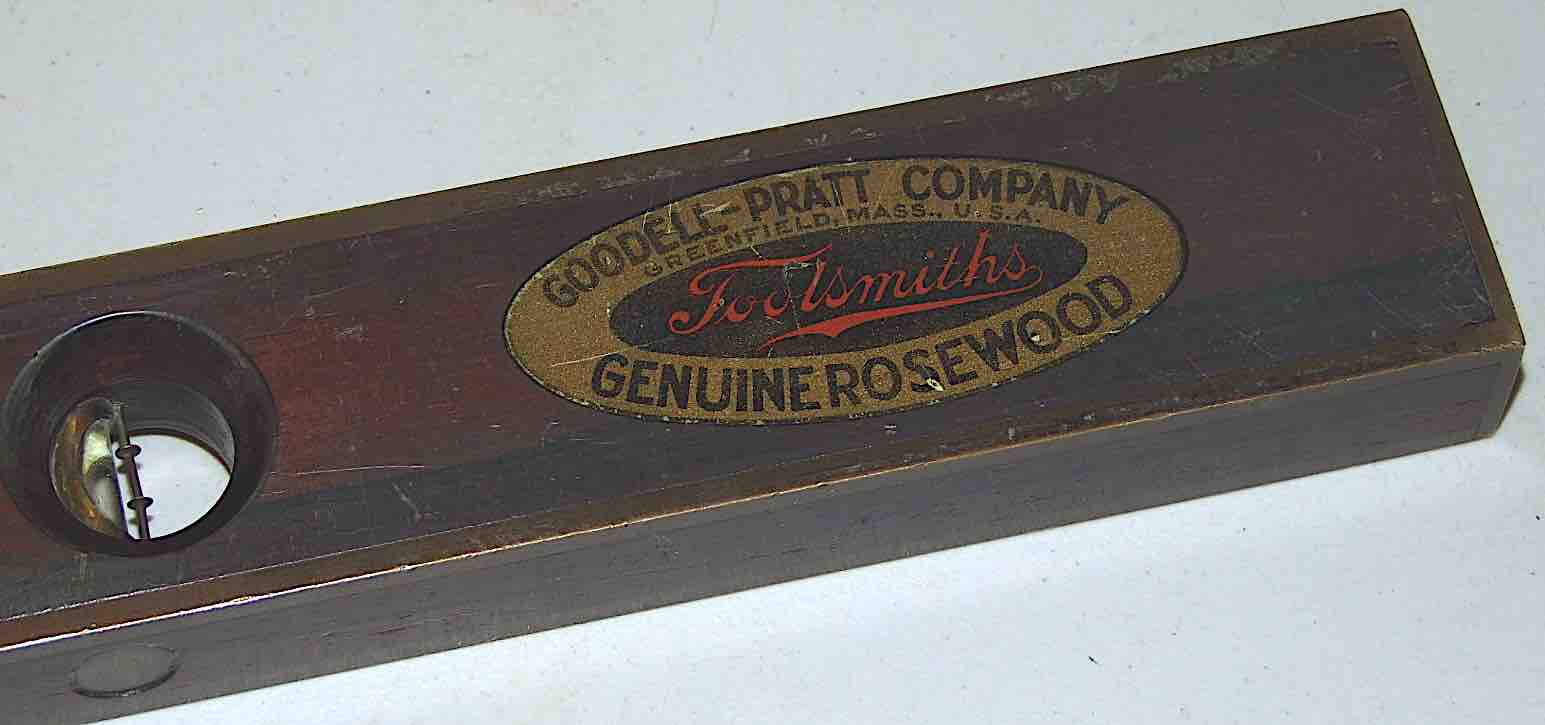 GOODELL-PRATT COMPANY
GREENFIELD, MASS., U.S.A.
Toolsmiths
GENUINE ROSEWOOD